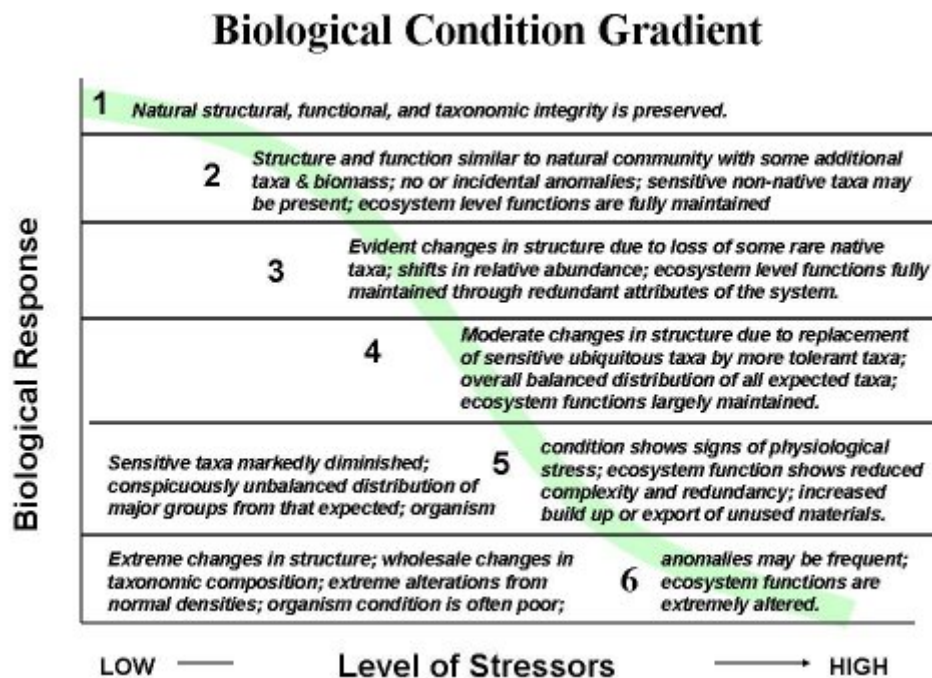 Biological Condition Gradient
Biological Response
1 Natural structural, functional, and taxonomic integrity is preserved.
2 Structure and function similar to natural community with some additional
taxa & biomass; no or incidental anomalies; sensitive non-native taxa may
be present; ecosystem level functions are fully maintained
3 Evident changes in structure due to loss of some rare native
taxa; shifts in relative abundance; ecosystem level functions fully
maintained through redundant attributes of the system.
4 Moderate changes in structure due to replacement
of sensitive ubiquitous taxa by more tolerant taxa;
overall balanced distribution of all expected taxa;
ecosystem functions largely maintained.
Sensitive taxa markedly diminished;
conspicuously unbalanced distribution of
major groups from that expected; organism
5 condition shows signs of physiological
stress; ecosystem function shows reduced
complexity and redundancy; increased
build up or export of unused materials.
Extreme changes in structure; wholesale changes in
taxonomic composition; extreme alterations from
normal densities; organism condition is often poor;
6 anomalies may be frequent;
ecosystem functions are
extremely altered.
LOW Level of Stressors HIGH